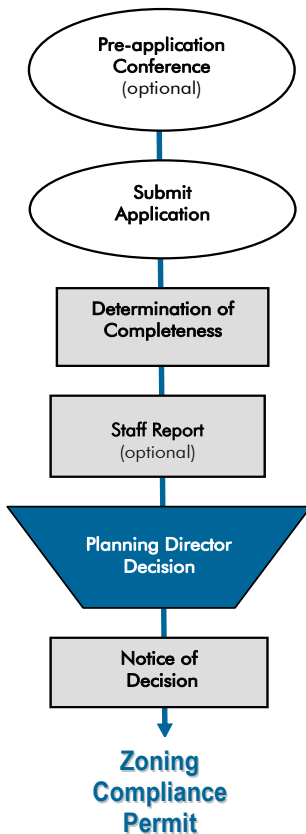 Pre-application
Conference
(optional)
Submit
Application
Determination of
Completeness
Staff Report
(optional)
Planning Director
Decision
Notice of
Decision
Zoning
Compliance
Permit